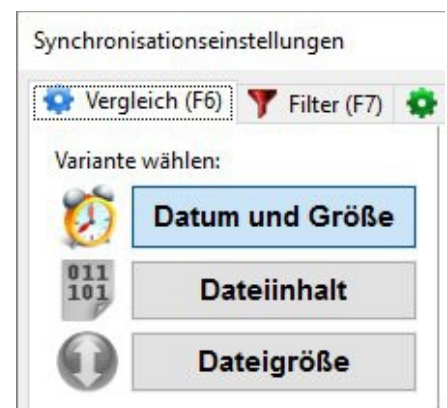 Synchronisationseinstellungen
Vergleich (F6) Filter (F7)
Variante wählen:
Datum und Größe
011
101
Dateiinhalt
Dateigröße